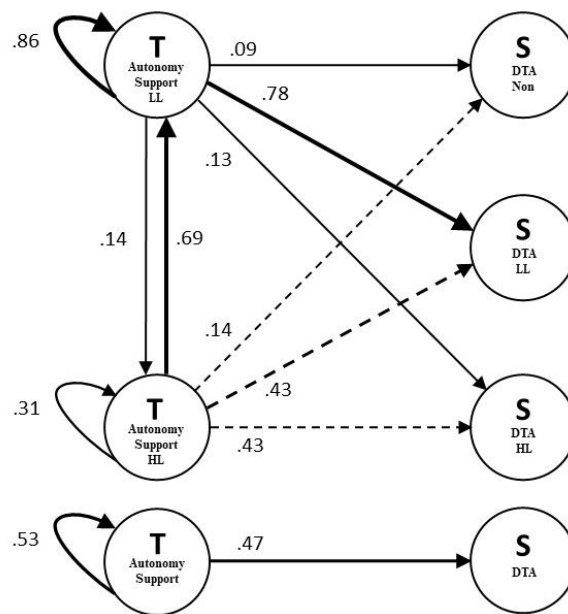 .86
T
Autonomy
Support
LL
.09
S
DTA
Non
.78
.13
.14
.69
S
DTA
LL
.14
.31
T
Autonomy
Support
HL
.43
.43
S
DTA
HL
.53
T
Autonomy
Support
.47
S
DTA